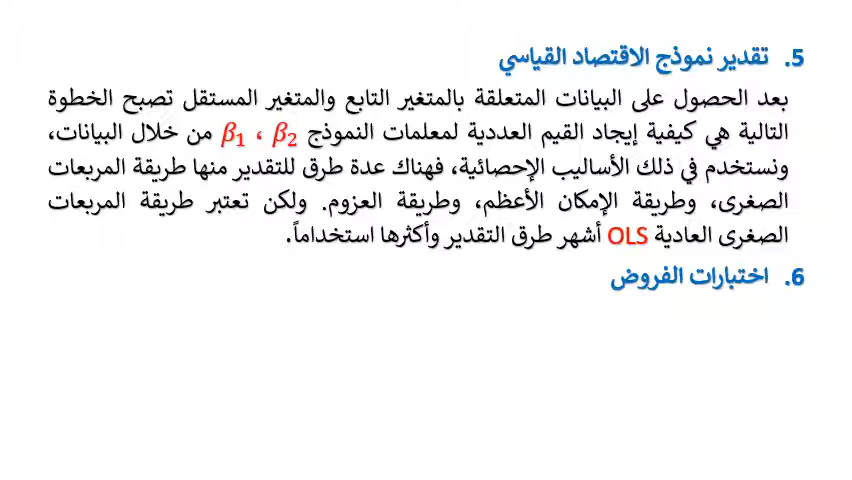 5. تقدير نموذج الاقتصاد القياسي
بعد الحصول على البيانات المتعلقة بالمتغير التابع والمتغير المستقل تصبح الخطوة
التالية هي كيفية إيجاد القيم العددية لمعلمات النموذج β2 ، β1 من خلال البيانات،
ونستخدم في ذلك الأساليب الإحصائية، فهناك عدة طرق للتقدير منها طريقة المربعات
الصغرى، وطريقة الإمكان الأعظم، وطريقة العزوم. ولكن تعتبر طريقة المربعات
الصغرى العادية OLS أشهر طرق التقدير وأكثرها استخداماً.
6. اختبارات الفروض